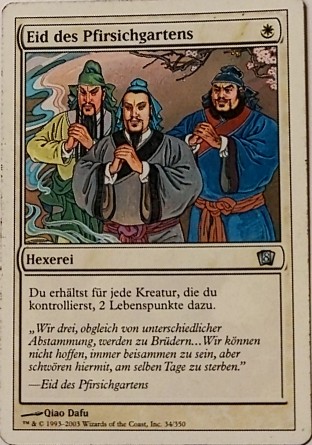 Eid des Pfirsichgartens
Hexerei
Du erhältst für jede Kreatur, die du
kontrollierst, 2 Lebenspunkte dazu.
„Wir drei, obgleich von unterschiedlicher
Abstammung, werden zu Brüdern…Wir können
nicht hoffen, immer beisammen zu sein, aber
schwören hiermit, am selben Tage zu sterben.”
—Eid des Pfirsichgartens
Qiao Dafu
™ & © 1993–2003 Wizards of the Coast, Inc. 34/350